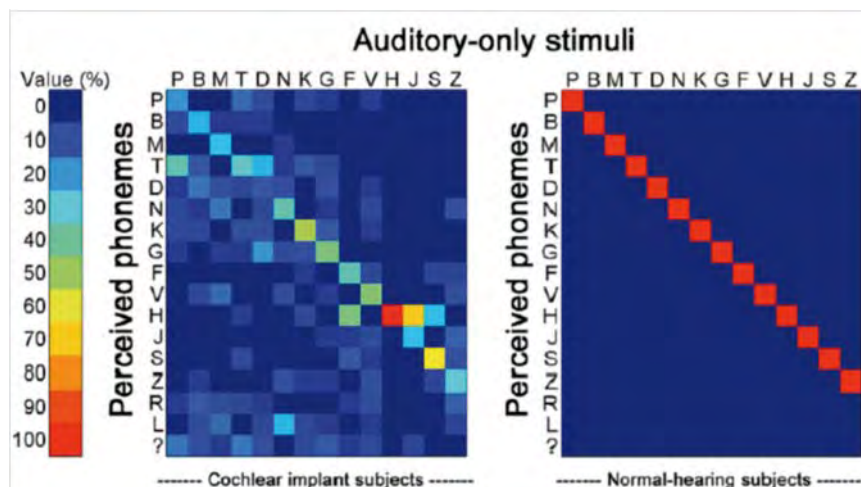 Auditory-only stimuli
Value (%)
0
10
20
30
40
50
60
70
80
90
100
Perceived phonemes
P B M T D N K G F V H J S Z
P
B
M
T
D
N
K
G
F
V
H
J
S
Z
R
L
?
------- Cochlear implant subjects -------
Perceived phonemes
P B M T D N K G F V H J S Z
P
B
M
T
D
N
K
G
F
V
H
J
S
Z
R
L
?
------- Normal-hearing subjects -------